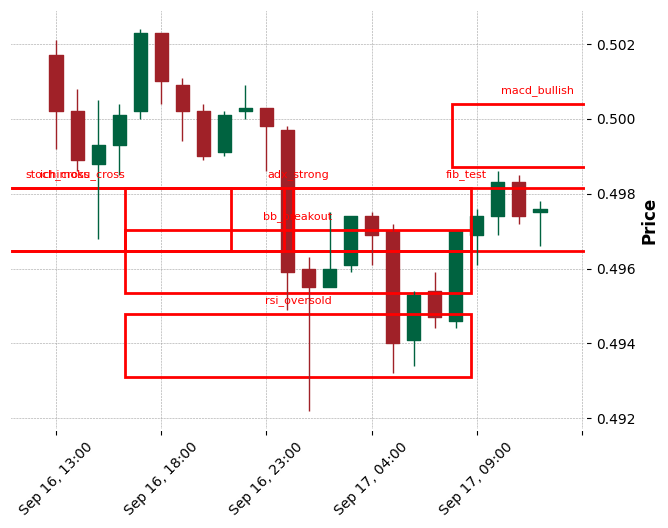 0.502
macd_bullish
0.500
stoch_cross
ichimoku_cross
adx_strong
fib_test
0.498
bb_breakout
Price
0.496
rsi_oversold
0.494
0.492
Sep 16, 13:00
Sep 16, 18:00
Sep 16, 23:00
Sep 17, 04:00
Sep 17, 09:00